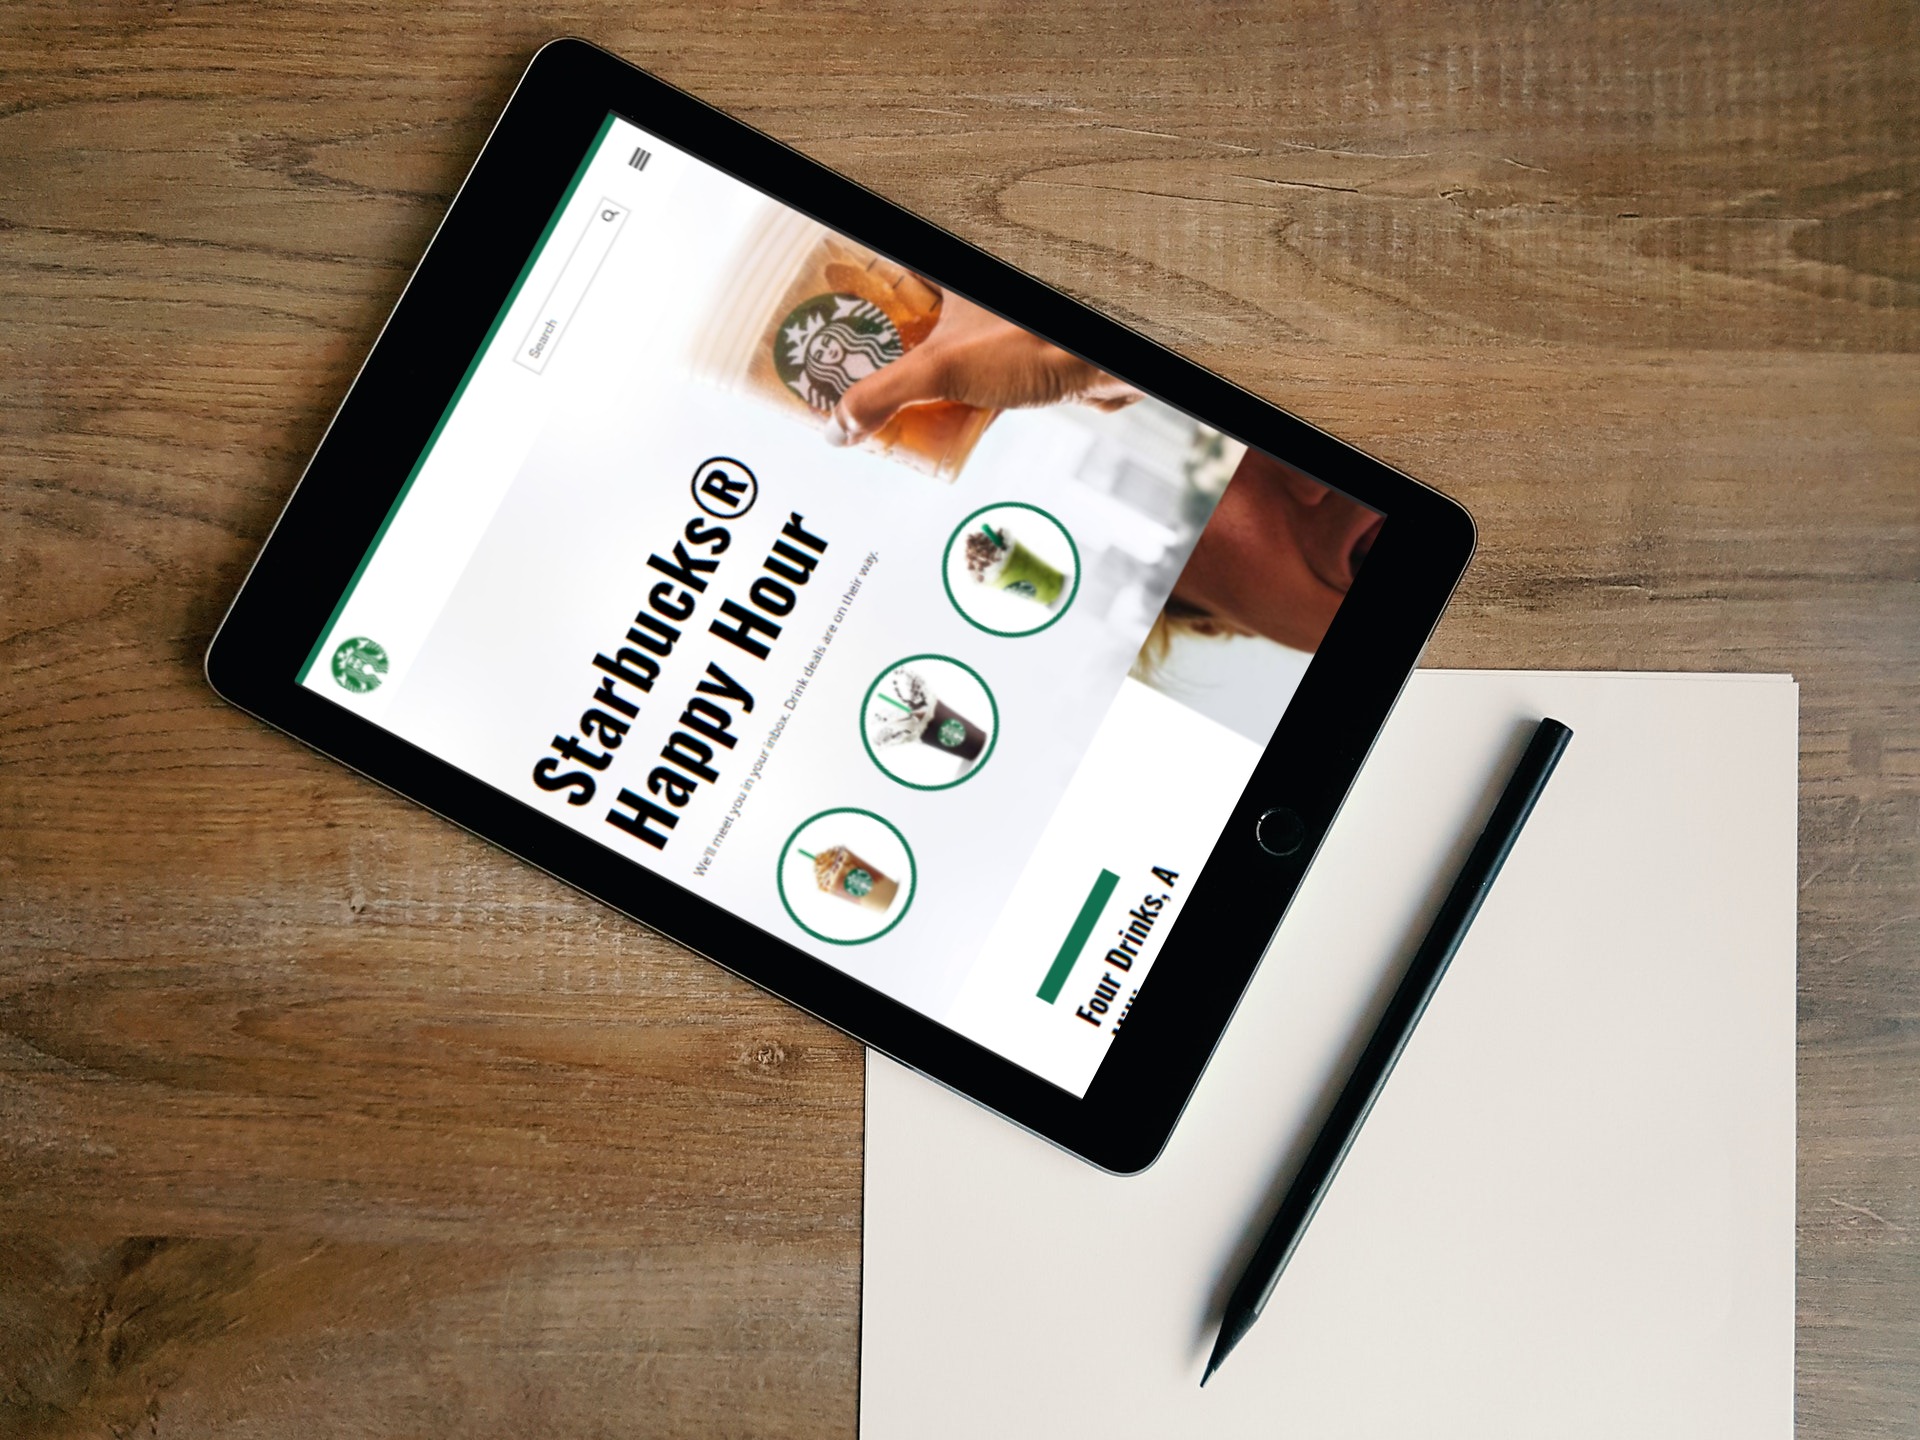 Search
Starbucks®
Happy Hour
We'll meet you in your inbox. Drink deals are on their way.
Four Drinks, A